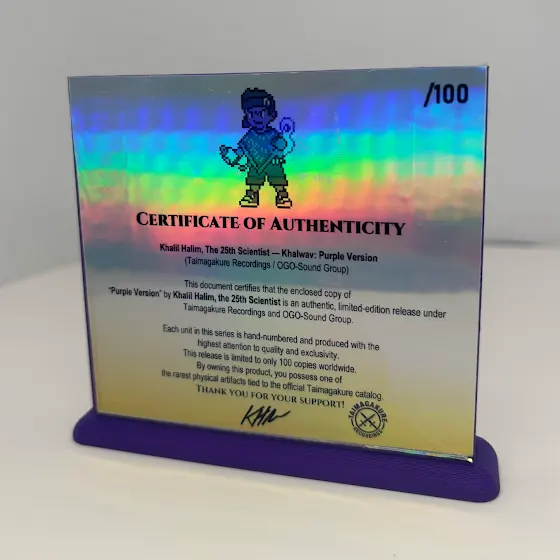 /100
CERTIFICATE OF AUTHENTICITY
Khalil Halim, The 25th Scientist — Khalwav: Purple Version
(Taimagakure Recordings / OGO-Sound Group)
This document certifies that the enclosed copy of
"Purple Version" by Khalil Halim, the 25th Scientist is an authentic, limited-edition release under
Taimagakure Recordings and OGO-Sound Group.
Each unit in this series is hand-numbered and produced with the
highest attention to quality and exclusivity.
This release is limited to only 100 copies worldwide.
By owning this product, you possess one of
the rarest physical artifacts tied to the official Taimagakure catalog.
THANK YOU FOR YOUR SUPPORT!
TAIMAGAKURE
RECORDINGS